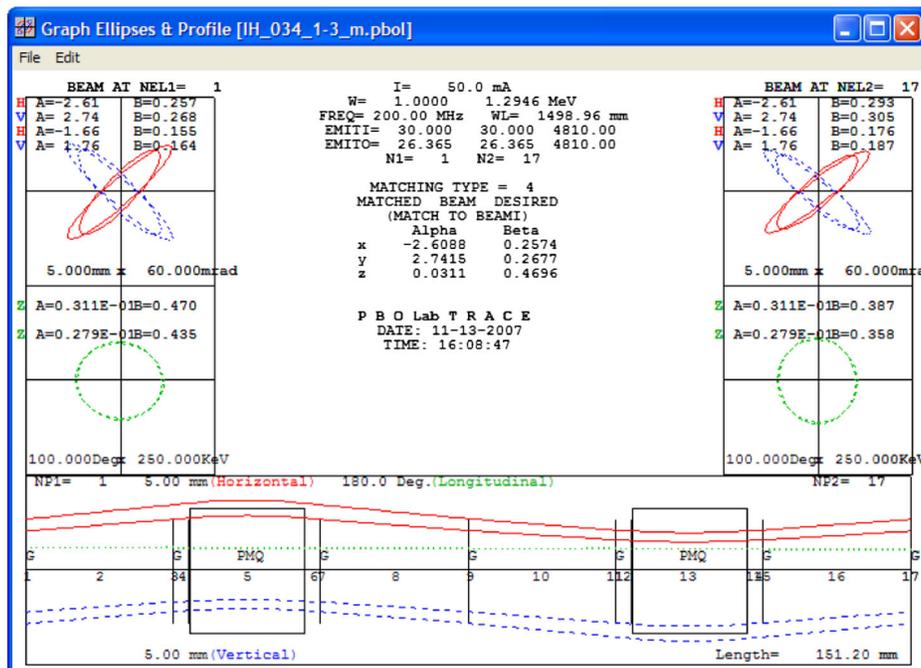 Graph Ellipses & Profile [IH_034_1-3_m.pbol]
File Edit
BEAM AT NEL1= 1
H A=-2.61 B=0.257
V A= 2.74 B=0.268
H A=-1.66 B=0.155
V A= 1.76 B=0.164
5.000mm x 60.000mrad
Z A=0.311E-01B=0.470
Z A=0.279E-01B=0.435
100.000Degx 250.000KeV
I= 50.0 mA
W= 1.0000 1.2946 MeV
FREQ= 200.00 MHz WL= 1498.96 mm
EMITI= 30.000 30.000 4810.00
EMITO= 26.365 26.365 4810.00
N1= 1 N2= 17
MATCHING TYPE = 4
MATCHED BEAM DESIRED
(MATCH TO BEAMI)
Alpha Beta
x -2.6088 0.2574
y 2.7415 0.2677
z 0.0311 0.4696
P B O Lab T R A C E
DATE: 11-13-2007
TIME: 16:08:47
BEAM AT NEL2= 17
H A=-2.61 B=0.293
V A= 2.74 B=0.305
H A=-1.66 B=0.176
V A= 1.76 B=0.187
5.000mm x 60.000mra
Z A=0.311E-01B=0.387
Z A=0.279E-01B=0.358
100.000Degx 250.000KeV
NP1= 1 5.00 mm(Horizontal) 180.0 Deg.(Longitudinal) NP2= 17
G G PMQ G G G PMQ G G
1 2 34 5 67 8 9 10 11 12 13 14 15 16 17
5.00 mm(Vertical) Length= 151.20 mm